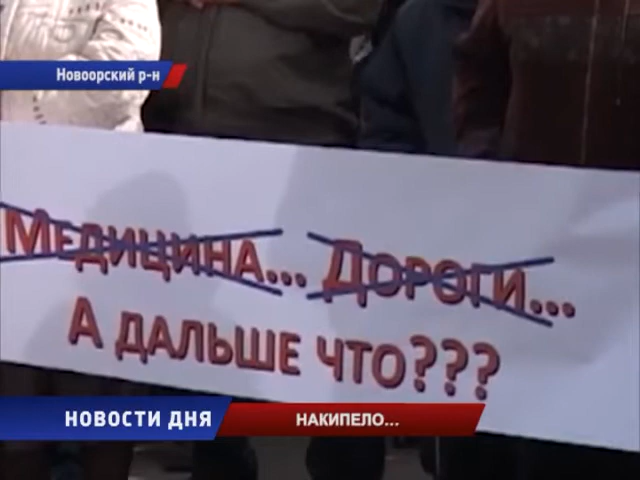 Новоорский р-н
МЕДИЦИНА... ДОРОГИ...
А ДАЛЬШЕ ЧТО???
НОВОСТИ ДНЯ
НАКИПЕЛО...